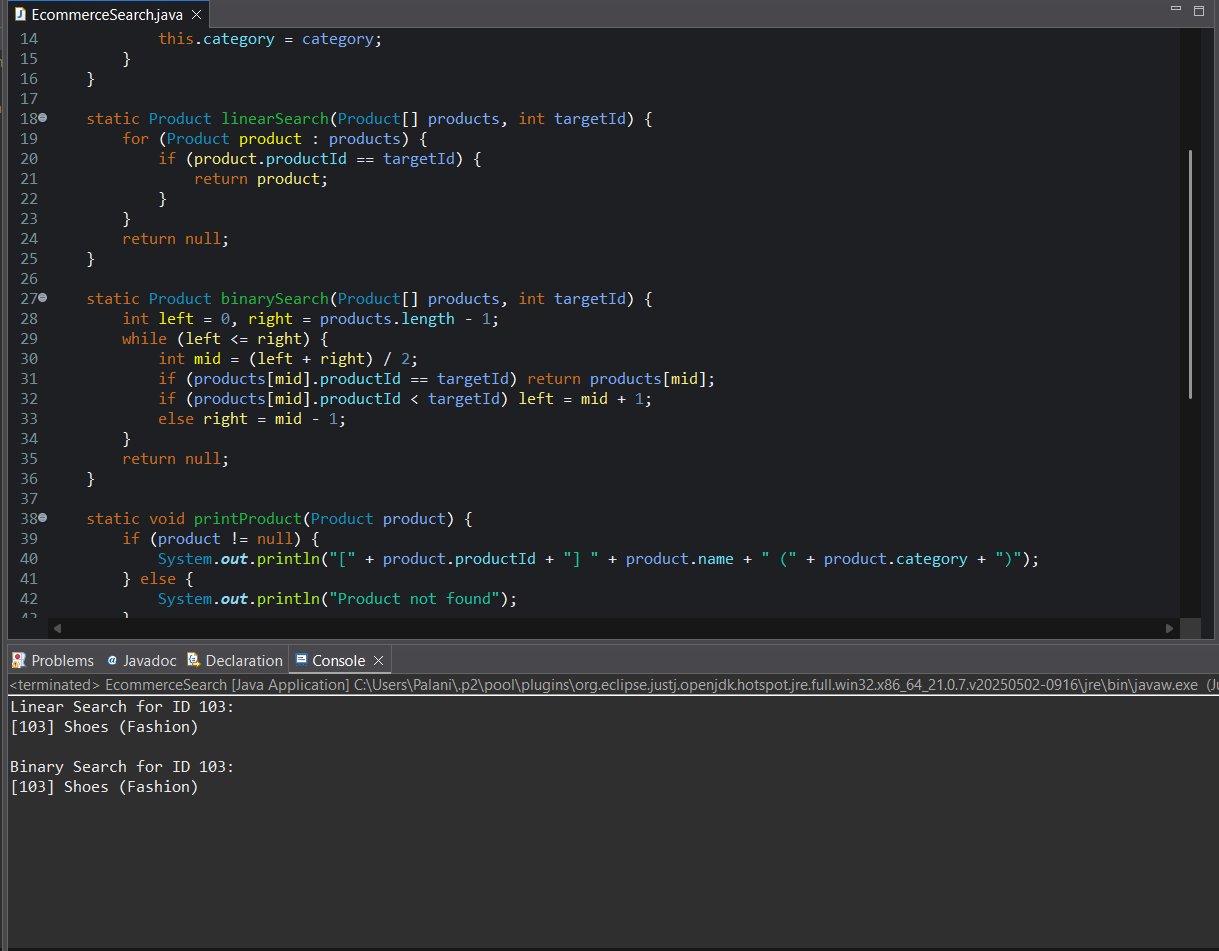 EcommerceSearch.java
14 this.category = category;
15 }
16 }
17
18 static Product linearSearch(Product[] products, int targetId) {
19 for (Product product : products) {
20 if (product.productId == targetId) {
21 return product;
22 }
23 }
24 return null;
25 }
26
27 static Product binarySearch(Product[] products, int targetId) {
28 int left = 0, right = products.length - 1;
29 while (left <= right) {
30 int mid = (left + right) / 2;
31 if (products[mid].productId == targetId) return products[mid];
32 if (products[mid].productId < targetId) left = mid + 1;
33 else right = mid - 1;
34 }
35 return null;
36 }
37
38 static void printProduct(Product product) {
39 if (product != null) {
40 System.out.println("[" + product.productId + "] " + product.name + " (" + product.category + ")");
41 } else {
42 System.out.println("Product not found");
Problems Javadoc Declaration Console
<terminated> EcommerceSearch [Java Application] C:\Users\Palani\.p2\pool\plugins\org.eclipse.justj.openjdk.hotspot.jre.full.win32.x86_64_21.0.7.v20250502-0916\jre\bin\javaw.exe
Linear Search for ID 103:
[103] Shoes (Fashion)
Binary Search for ID 103:
[103] Shoes (Fashion)